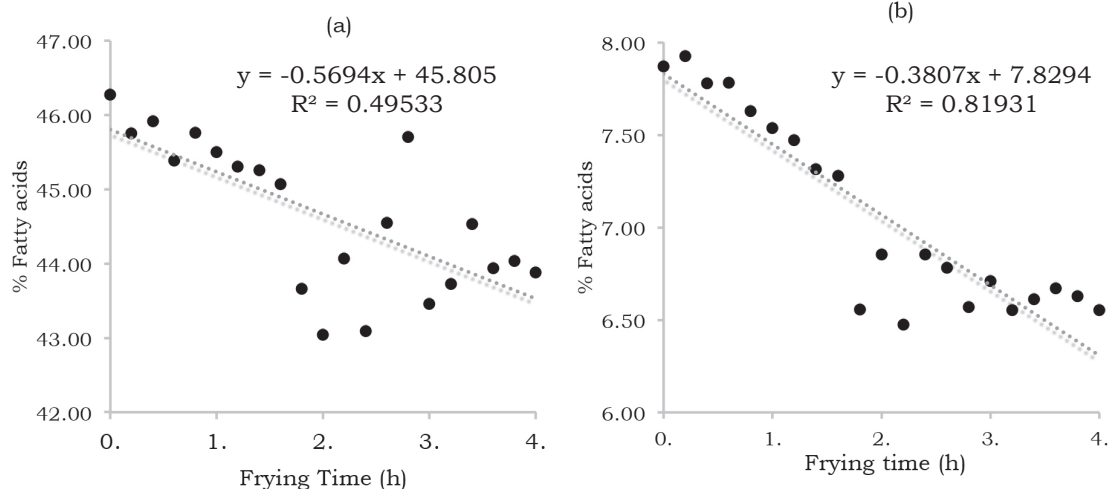 (a)
47.00
46.00
45.00
44.00
43.00
42.00
% Fatty acids
y = -0.5694x + 45.805
R² = 0.49533
0.
1.
2.
3.
4.
Frying Time (h)
(b)
8.00
7.50
7.00
6.50
6.00
% Fatty acids
y = -0.3807x + 7.8294
R² = 0.81931
0.
1.
2.
3.
4.
Frying time (h)